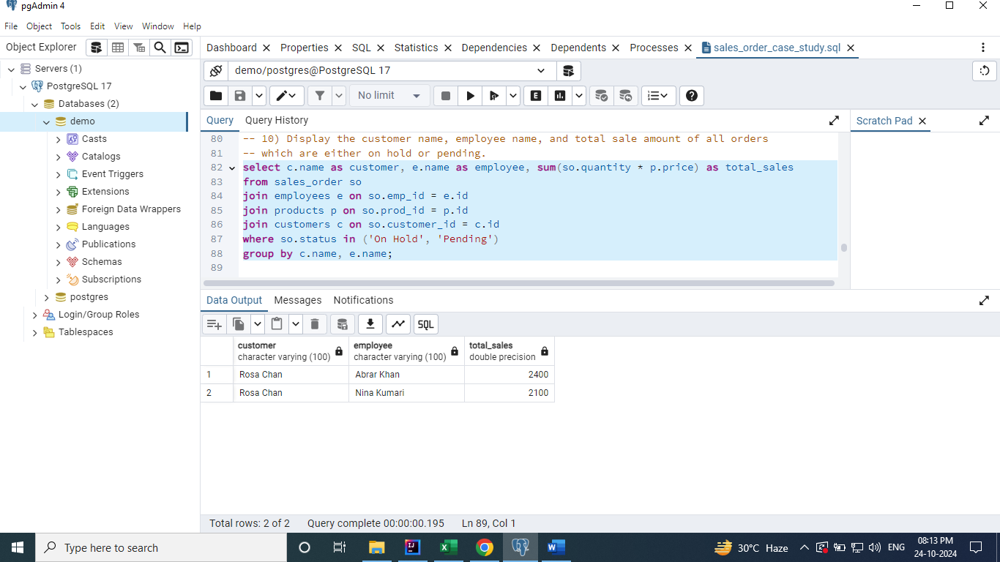 pgAdmin 4
File Object Tools Edit View Window Help
Object Explorer
Dashboard Properties SQL Statistics Dependencies Dependents Processes sales_order_case_study.sql
Servers (1)
PostgreSQL 17
Databases (2)
demo
Casts
Catalogs
Event Triggers
Extensions
Foreign Data Wrappers
Languages
Publications
Schemas
Subscriptions
postgres
Login/Group Roles
Tablespaces
demo/postgres@PostgreSQL 17
No limit
E
Query Query History
Scratch Pad
80 -- 10) Display the customer name, employee name, and total sale amount of all orders
81 -- which are either on hold or pending.
82 select c.name as customer, e.name as employee, sum(so.quantity * p.price) as total_sales
83 from sales_order so
84 join employees e on so.emp_id = e.id
85 join products p on so.prod_id = p.id
86 join customers c on so.customer_id = c.id
87 where so.status in ('On Hold', 'Pending')
88 group by c.name, e.name;
89
Data Output Messages Notifications
SQL
customer employee total_sales
character varying (100) character varying (100) double precision
1 Rosa Chan Abrar Khan 2400
2 Rosa Chan Nina Kumari 2100
Total rows: 2 of 2 Query complete 00:00:00.195 Ln 89, Col 1
Type here to search
30°C Haze
ENG
08:13 PM
24-10-2024